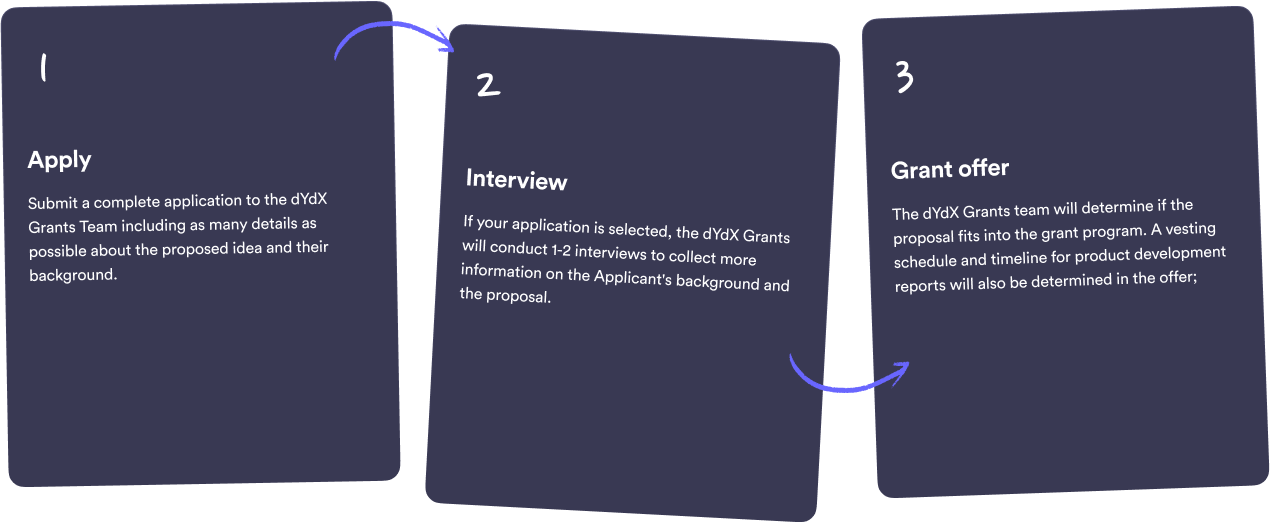 1
Apply
Submit a complete application to the dYdX
Grants Team including as many details as
possible about the proposed idea and their
background.
2
Interview
If your application is selected, the dYdX Grants
will conduct 1-2 interviews to collect more
information on the Applicant's background and
the proposal.
3
Grant offer
The dYdX Grants team will determine if the
proposal fits into the grant program. A vesting
schedule and timeline for product development
reports will also be determined in the offer;